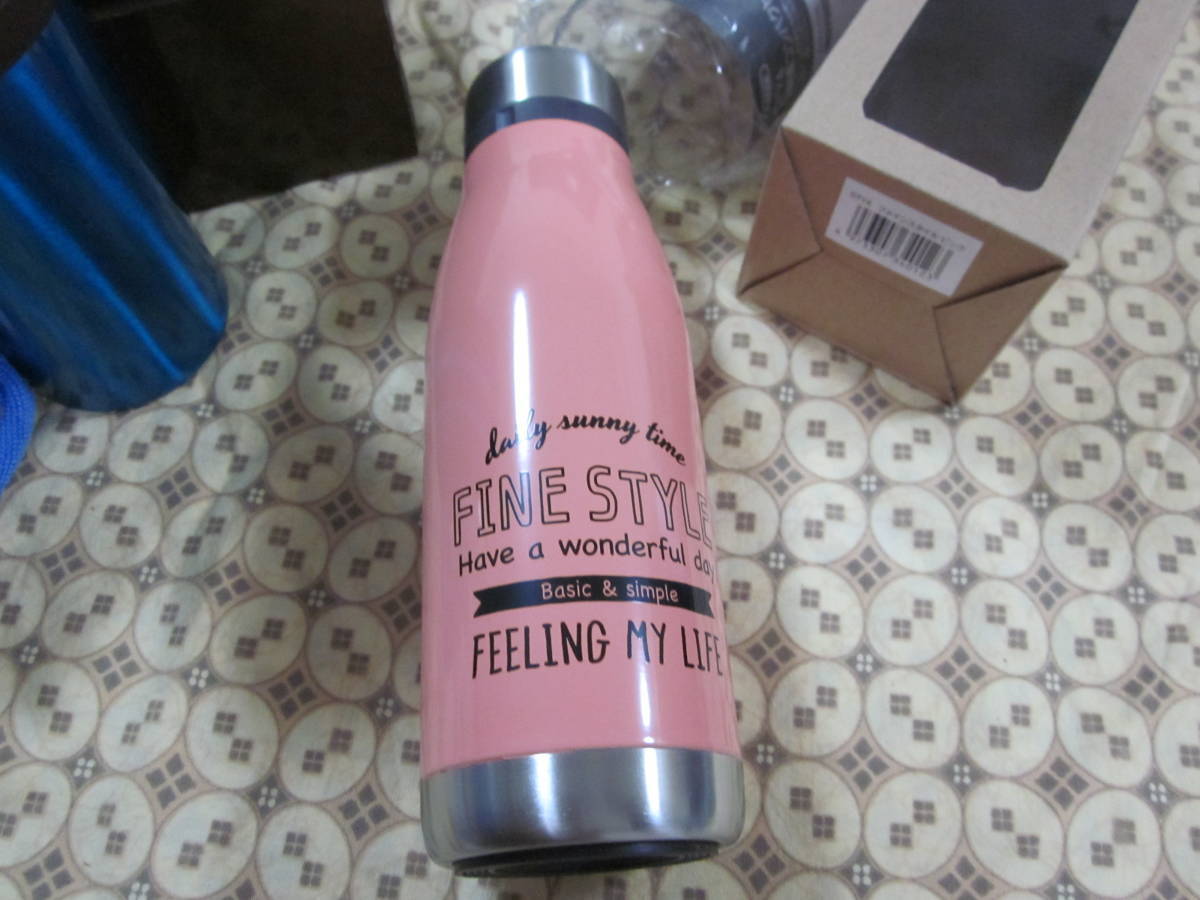 daily sunny time
FINE STYLE
Have a wonderful day
Basic & simple
FEELING MY LIFE